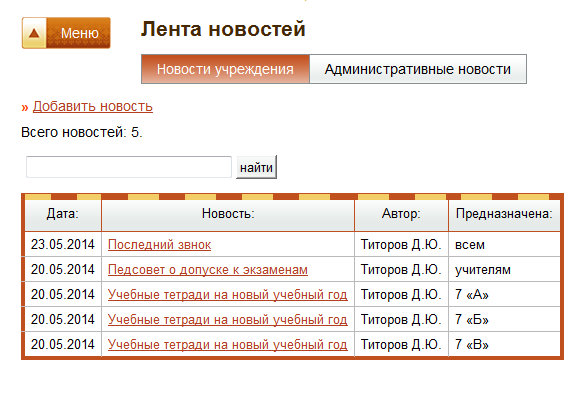 Меню
Лента новостей
Новости учреждения Административные новости
» Добавить новость
Всего новостей: 5.
найти
Дата: Новость: Автор: Предназначена:
23.05.2014 Последний звнок Титоров Д.Ю. всем
20.05.2014 Педсовет о допуске к экзаменам Титоров Д.Ю. учителям
20.05.2014 Учебные тетради на новый учебный год Титоров Д.Ю. 7 «А»
20.05.2014 Учебные тетради на новый учебный год Титоров Д.Ю. 7 «Б»
20.05.2014 Учебные тетради на новый учебный год Титоров Д.Ю. 7 «В»